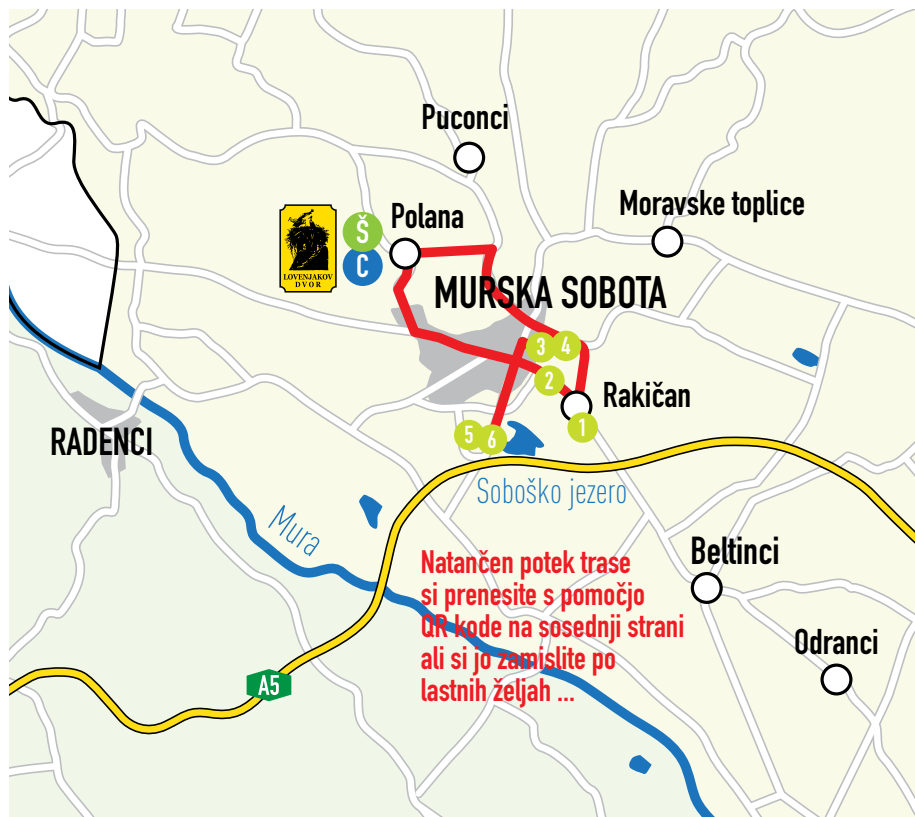 Puconci
Moravske toplice
Š
Polana
C
LOVENJAKOV
DVOR
MURSKA SOBOTA
3
4
2
Rakičan
1
5
6
RADENCI
Soboško jezero
Mura
Natančen potek trase
si prenesite s pomočjo
QR kode na sosednji strani
ali si jo zamislite po
lastnih željah ...
Beltinci
Odranci
A5